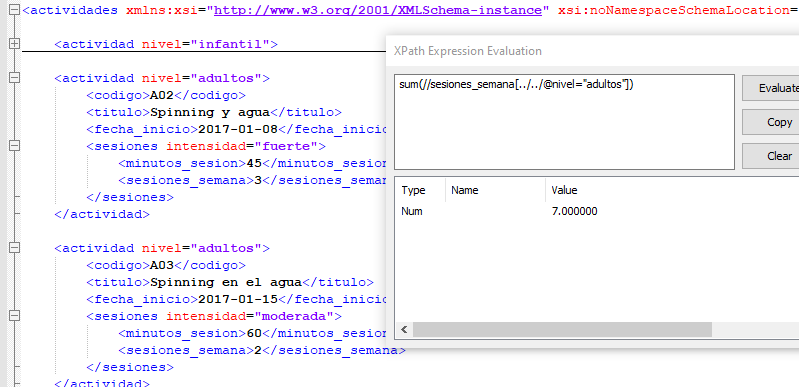 <actividades xmlns:xsi="http://www.w3.org/2001/XMLSchema-instance" xsi:noNamespaceSchemaLocation=
<actividad nivel="infantil">
<actividad nivel="adultos">
<codigo>A02</codigo>
<titulo>Spinning y agua</titulo>
<fecha_inicio>2017-01-08</fecha_inicio
<sesiones intensidad="fuerte">
<minutos_sesion>45</minutos_sesion
<sesiones_semana>3</sesiones_semana
</sesiones>
</actividad>
<actividad nivel="adultos">
<codigo>A03</codigo>
<titulo>Spinning en el agua</titulo>
<fecha_inicio>2017-01-15</fecha_inicio
<sesiones intensidad="moderada">
<minutos_sesion>60</minutos_sesion
<sesiones_semana>2</sesiones_semana>
</sesiones>
</actividad>
XPath Expression Evaluation
sum(//sesiones_semana[../../@nivel="adultos"])
Evaluate
Copy
Clear
Type Name Value
Num 7.000000